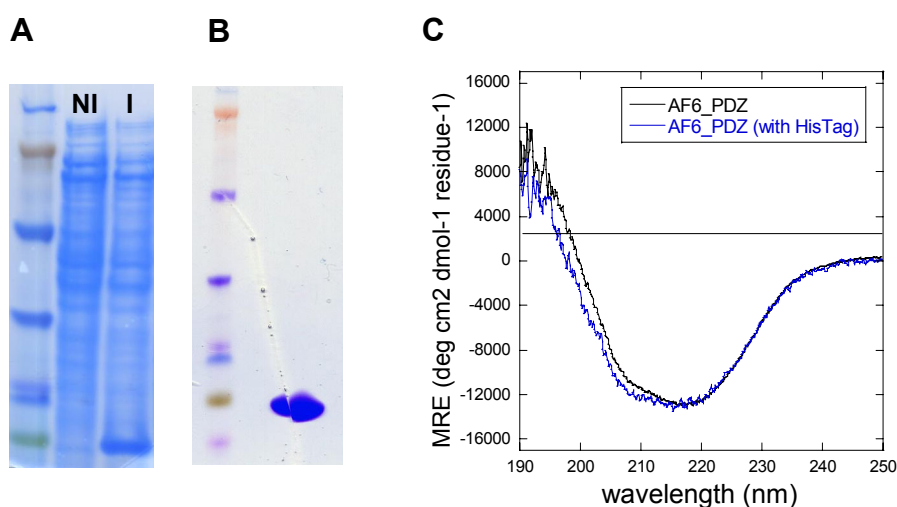 A
B
C
NI I
16000
12000
8000
4000
0
-4000
-8000
-12000
-16000
MRE (deg cm2 dmol-1 residue-1)
AF6_PDZ
AF6_PDZ (with HisTag)
190 200 210 220 230 240 250
wavelength (nm)